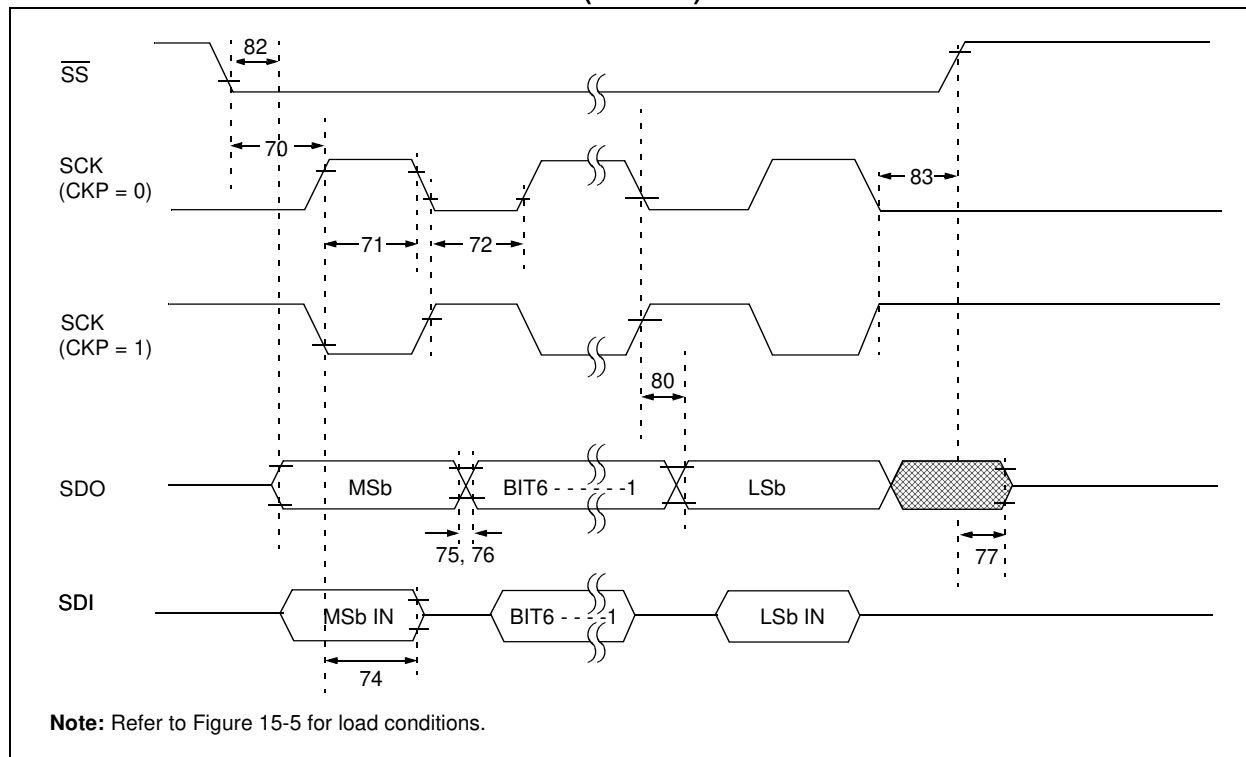 82
SS
70
SCK
(CKP = 0)
83
71
72
SCK
(CKP = 1)
80
SDO
MSb
BIT6 - - - - - -1
LSb
75, 76
77
SDI
MSb IN
BIT6 - - - -1
LSb IN
74
Note: Refer to Figure 15-5 for load conditions.